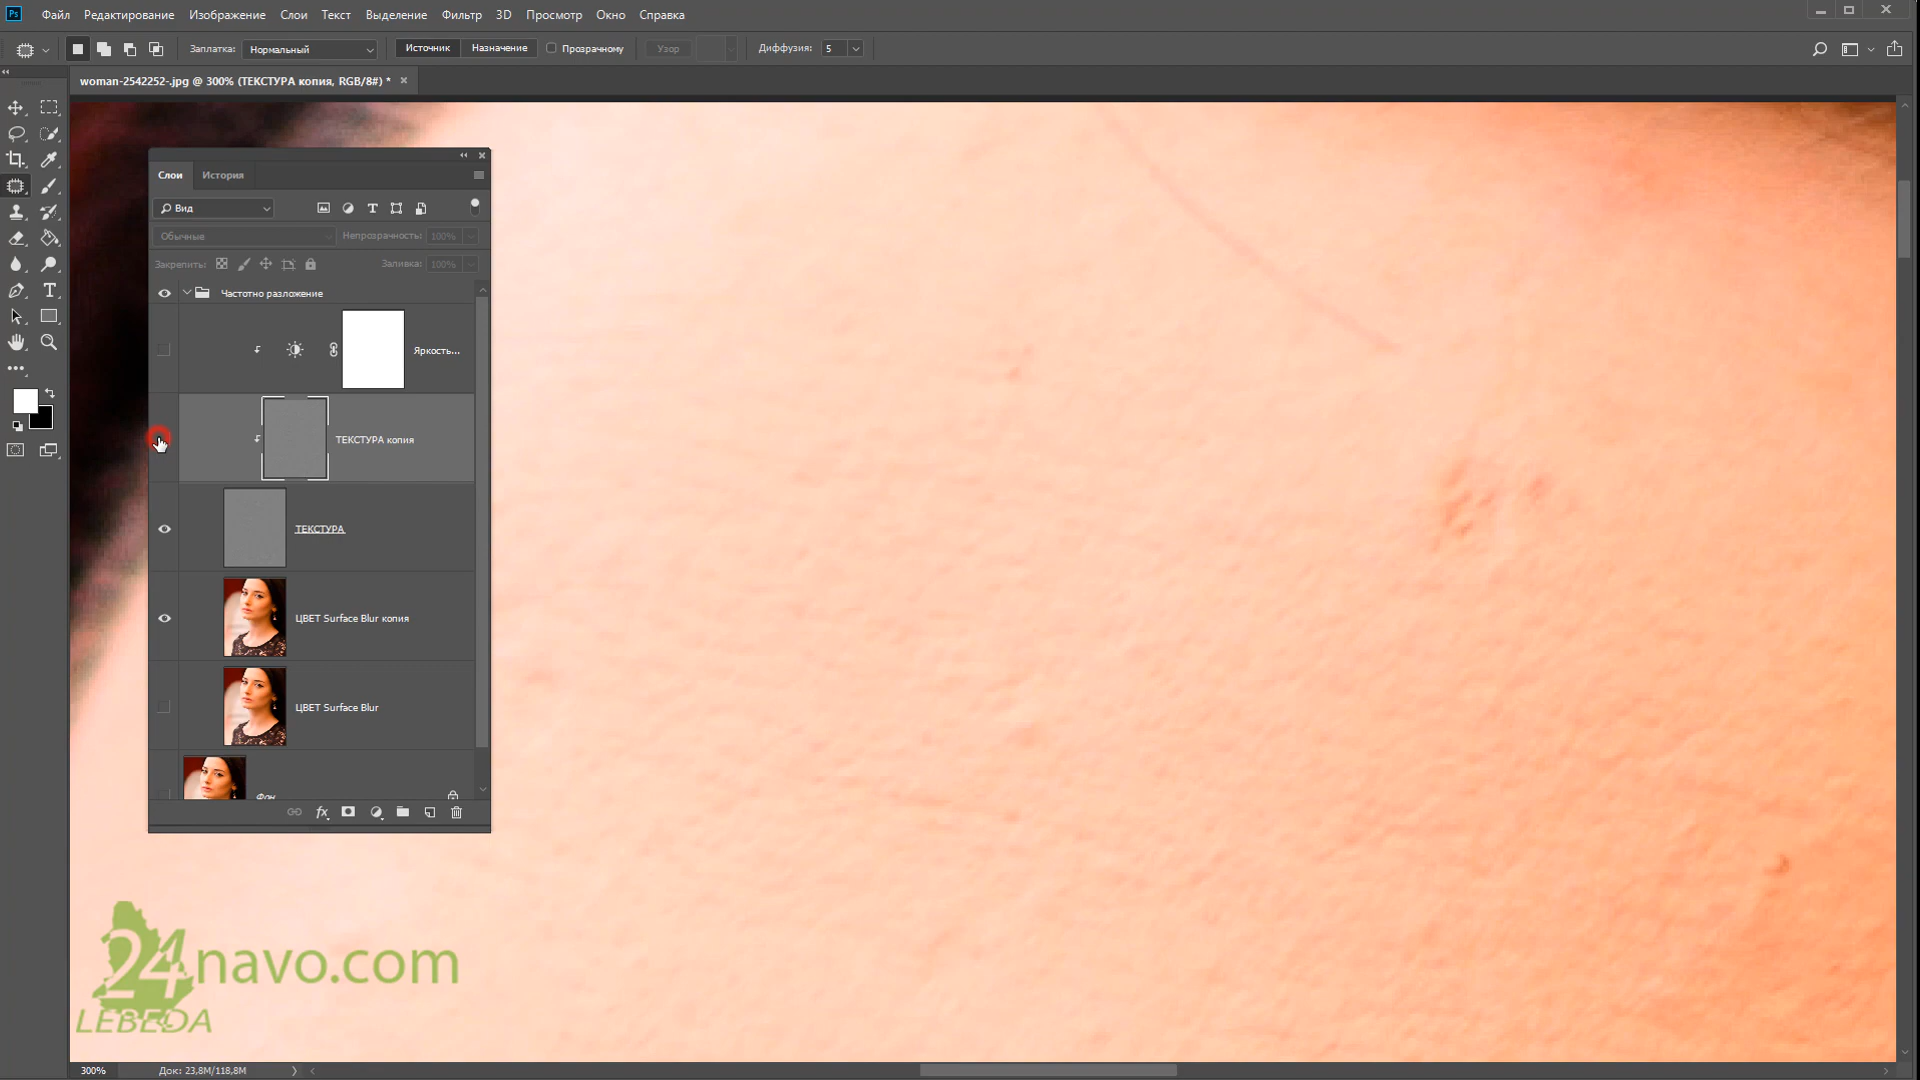 Ps Файл Редактирование Изображение Слои Текст Выделение Фильтр 3D Просмотр Окно Справка
Заплатка: Нормальный Источник Назначение Прозрачному Узор Диффузия: 5
woman-2542252-.jpg @ 300% (ТЕКСТУРА копия, RGB/8#) *
Слои История
Вид
Обычные Непрозрачность: 100%
Закрепить: Заливка: 100%
Частотно разложение
Яркость...
ТЕКСТУРА копия
ТЕКСТУРА
ЦВЕТ Surface Blur копия
ЦВЕТ Surface Blur
Фон
fx
24navo.com
LEBEDA
300% Док: 23,8M/118,8M